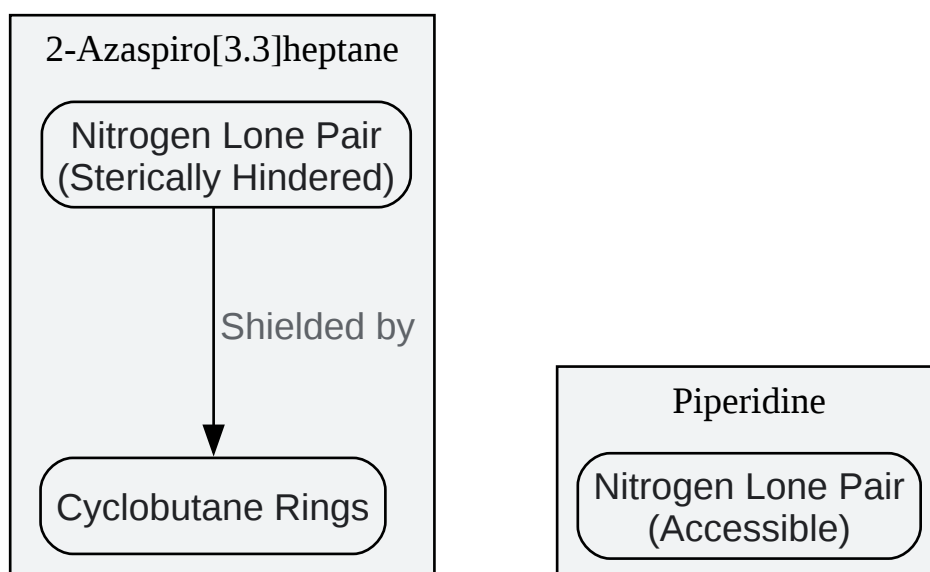 2-Azaspiro[3.3]heptane
Nitrogen Lone Pair
(Sterically Hindered)
Shielded by
Cyclobutane Rings
Piperidine
Nitrogen Lone Pair
(Accessible)